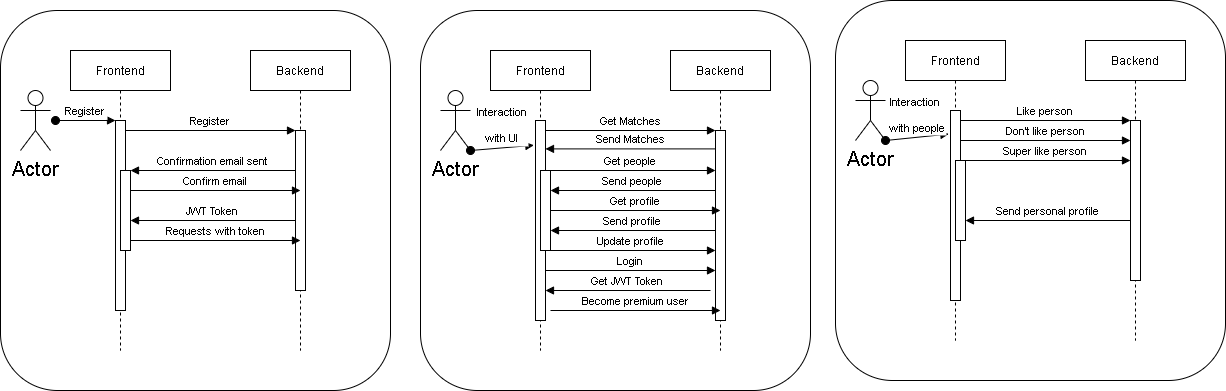 Frontend
Backend
Register
Register
Confirmation email sent
Confirm email
Actor
JWT Token
Requests with token
Frontend
Backend
Interaction
with UI
Get Matches
Send Matches
Get people
Actor
Send people
Get profile
Send profile
Update profile
Login
Get JWT Token
Become premium user
Frontend
Backend
Interaction
with people
Like person
Don't like person
Super like person
Actor
Send personal profile